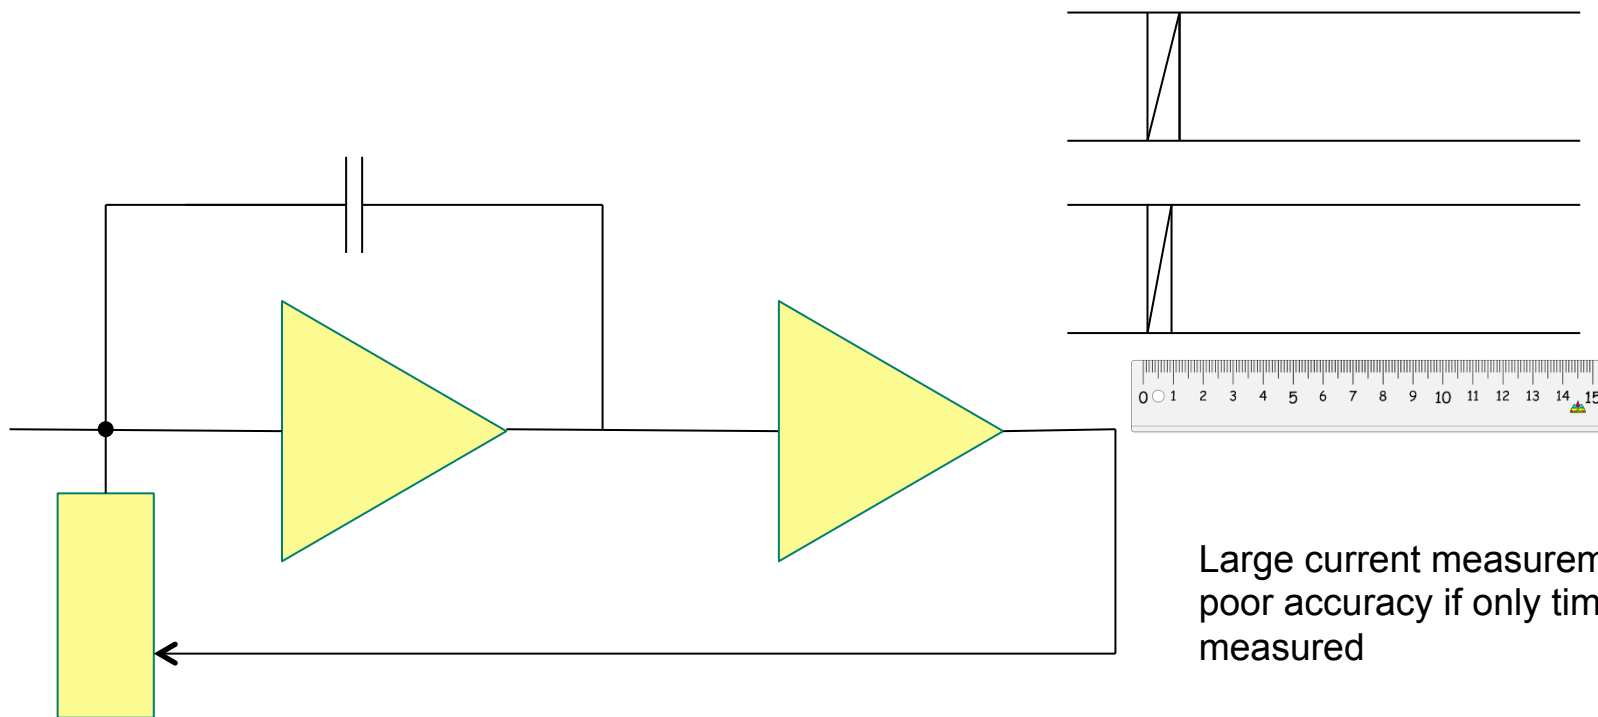 0 1 2 3 4 5 6 7 8 9 10 11 12 13 14 15
Large current measurem
poor accuracy if only tim
measured